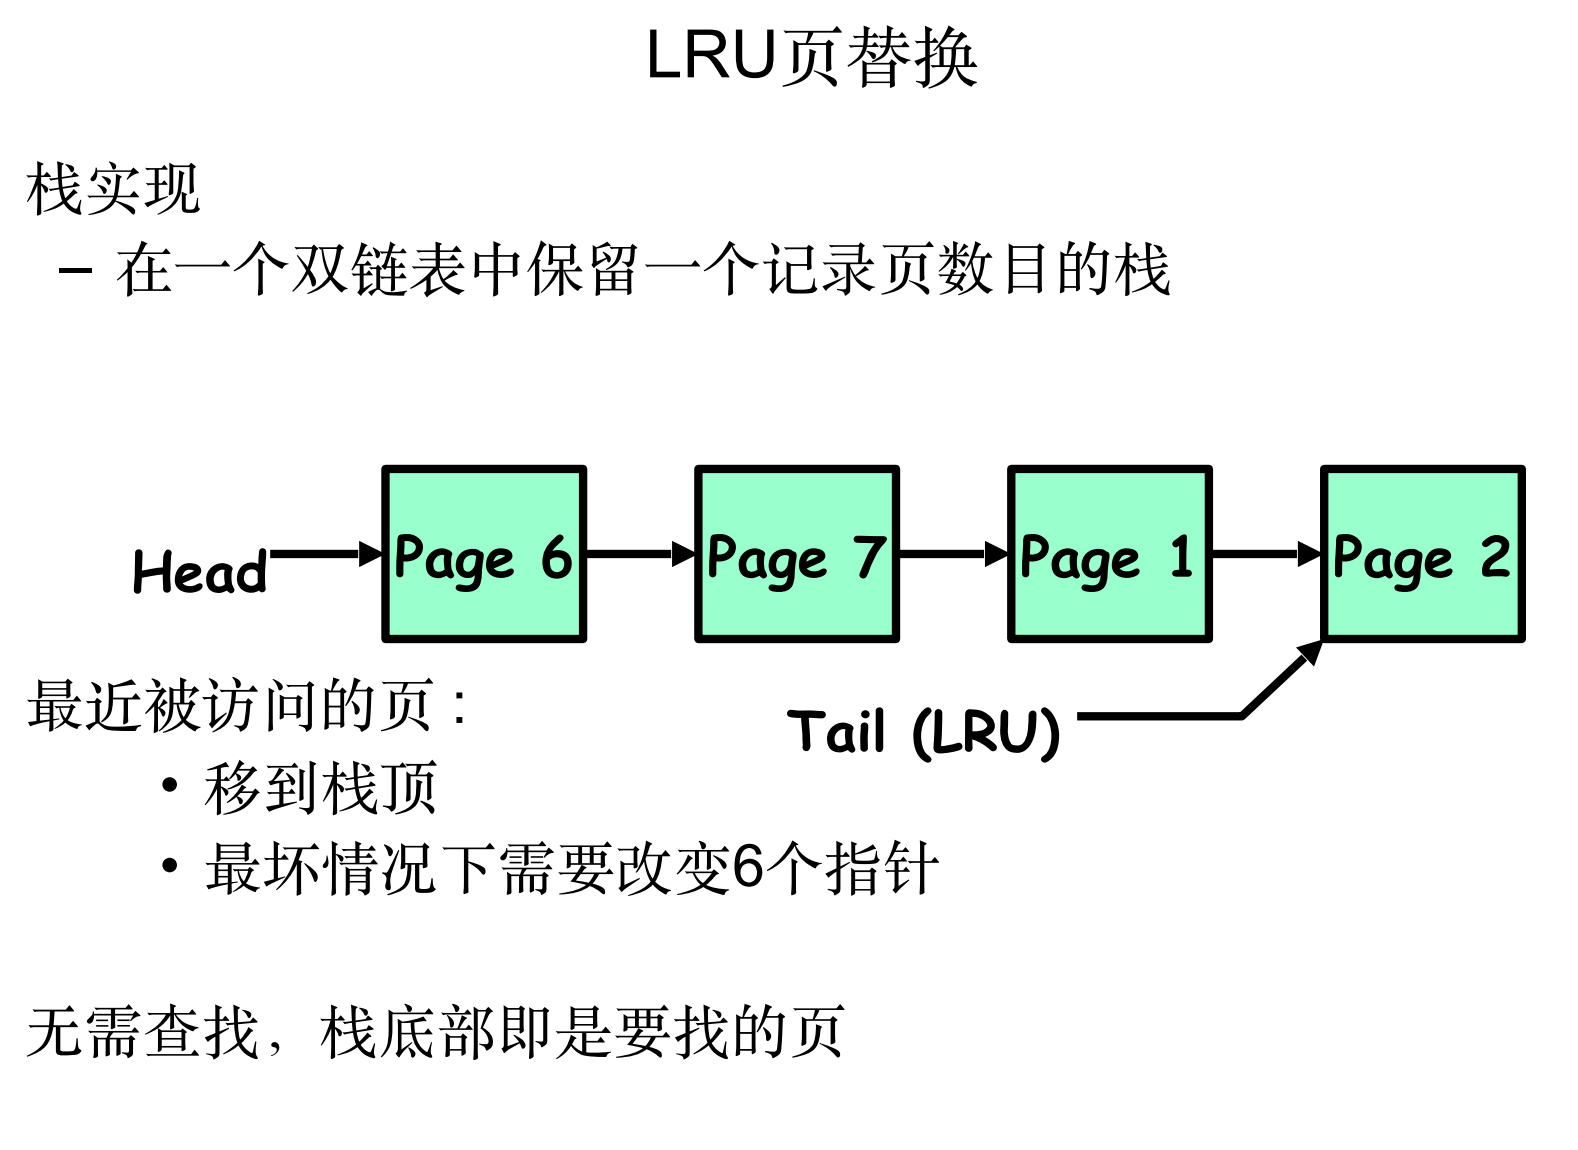 LRU页替换
栈实现
– 在一个双链表中保留一个记录页数目的栈
Head
Page 6
Page 7
Page 1
Page 2
最近被访问的页：
Tail (LRU)
• 移到栈顶
• 最坏情况下需要改变6个指针
无需查找，栈底部即是要找的页